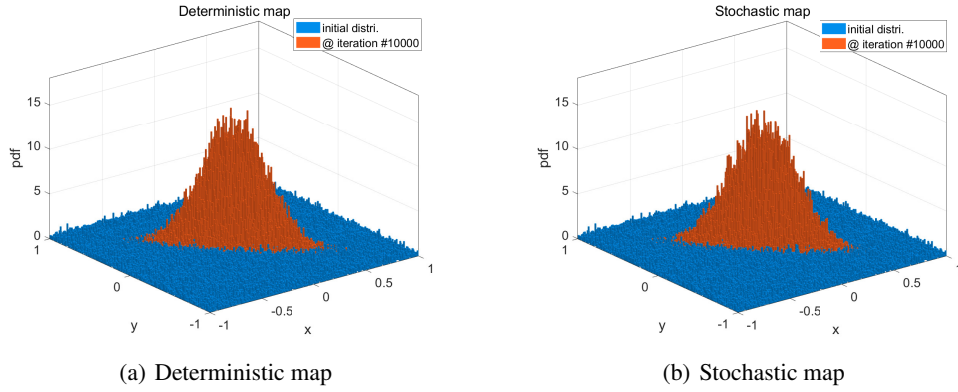 Deterministic map
initial distri.
@ iteration #10000
15
10
5
0
pdf
1
0
-1
y
-1
-0.5
0
0.5
1
x
(a) Deterministic map
Stochastic map
initial distri.
@ iteration #10000
15
10
5
0
pdf
1
0
-1
y
-1
-0.5
0
0.5
1
x
(b) Stochastic map